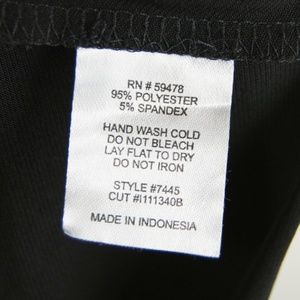 RN # 59478
95% POLYESTER
5% SPANDEX
HAND WASH COLD
DO NOT BLEACH
LAY FLAT TO DRY
DO NOT IRON
STYLE #7445
CUT #I111340B
MADE IN INDONESIA